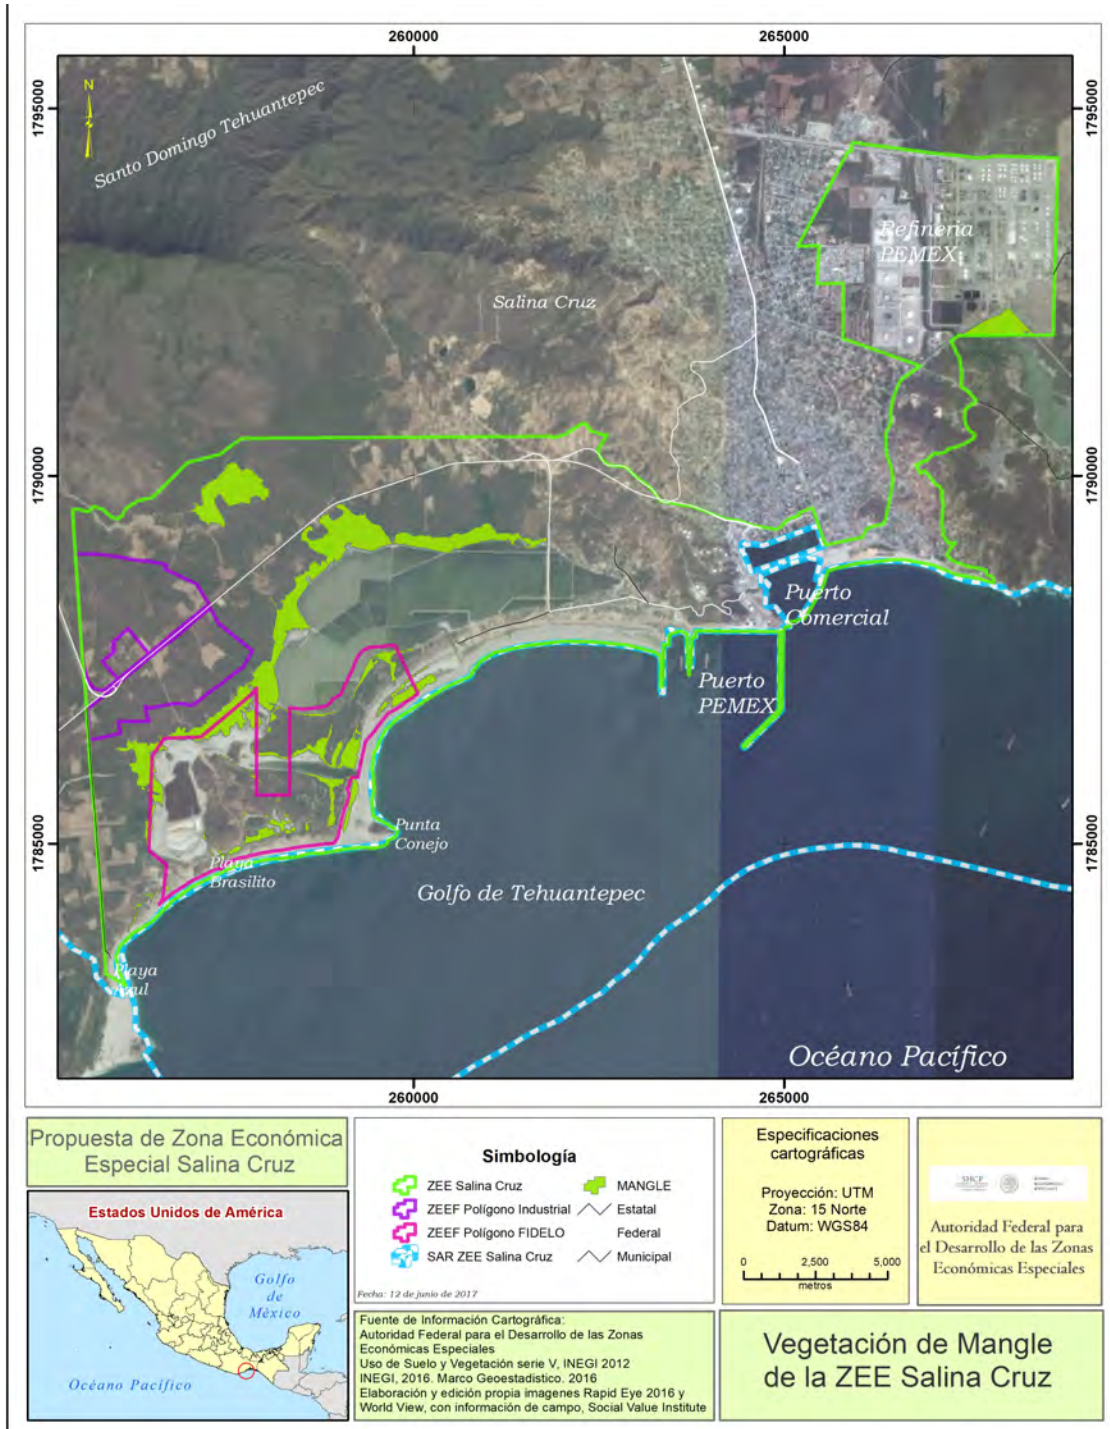 260000
265000
1795000
1795000
N
Santo Domingo Tehuantepec
Refineria
PEMEX
Salina Cruz
1790000
1790000
Puerto
Comercial
Puerto
PEMEX
Punta
Conejo
1785000
1785000
Playa
Brasilito
Golfo de Tehuantepec
Playa
Azul
Océano Pacífico
260000
265000
Propuesta de Zona Económica
Especial Salina Cruz
Estados Unidos de América
Golfo
de
Mèxico
Océano Pacífico
Simbología
ZEE Salina Cruz
ZEEF Polígono Industrial
ZEEF Polígono FIDELO
SAR ZEE Salina Cruz
MANGLE
Estatal
Federal
Municipal
Fecha: 12 de junio de 2017
Fuente de Información Cartográfica:
Autoridad Federal para el Desarrollo de las Zonas
Económicas Especiales
Uso de Suelo y Vegetación serie V, INEGI 2012
INEGI, 2016. Marco Geoestadistico. 2016
Elaboración y edición propia imagenes Rapid Eye 2016 y
World View, con información de campo, Social Value Institute
Especificaciones
cartográficas
Proyección: UTM
Zona: 15 Norte
Datum: WGS84
0 2,500 5,000
metros
SHCP
Autoridad Federal para
el Desarrollo de las Zonas
Económicas Especiales
Vegetación de Mangle
de la ZEE Salina Cruz